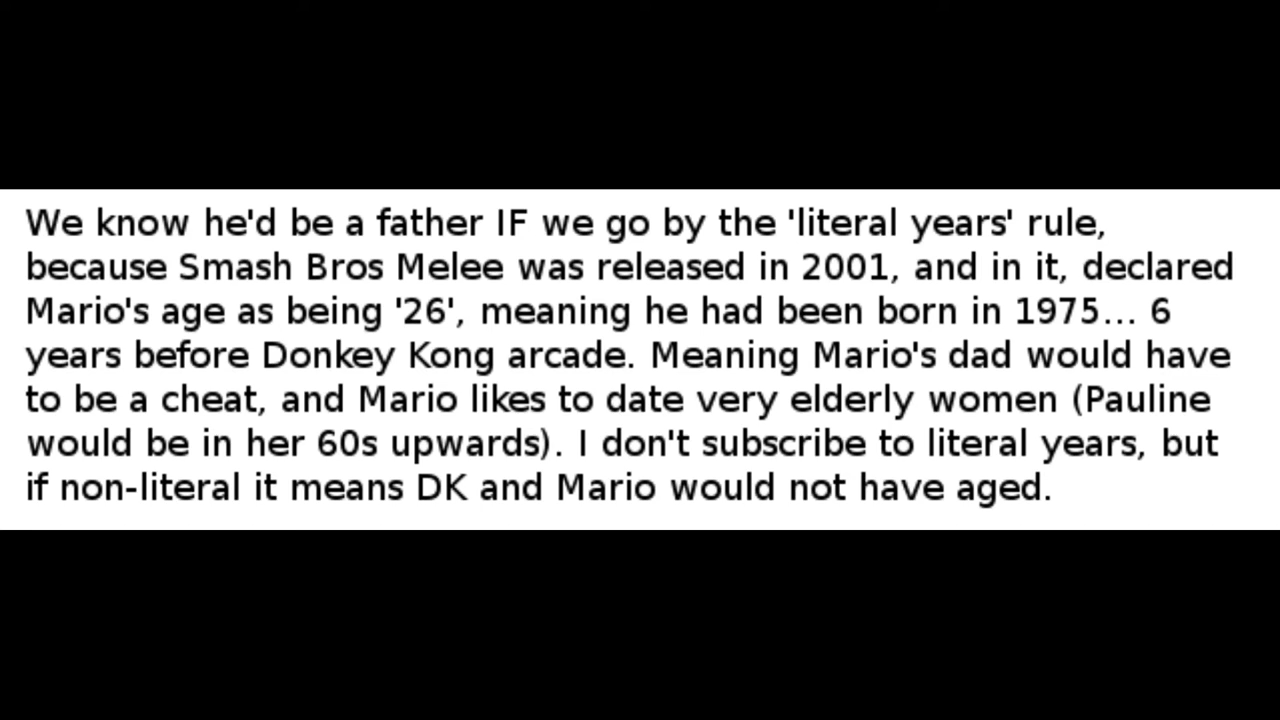 We know he'd be a father IF we go by the 'literal years' rule,
because Smash Bros Melee was released in 2001, and in it, declared
Mario's age as being '26', meaning he had been born in 1975... 6
years before Donkey Kong arcade. Meaning Mario's dad would have
to be a cheat, and Mario likes to date very elderly women (Pauline
would be in her 60s upwards). I don't subscribe to literal years, but
if non-literal it means DK and Mario would not have aged.